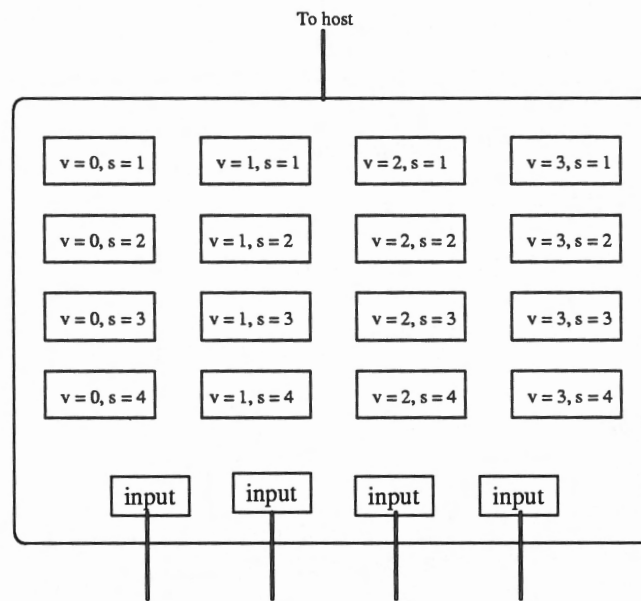 To host
v = 0, s = 1 v = 1, s = 1 v = 2, s = 1 v = 3, s = 1
v = 0, s = 2 v = 1, s = 2 v = 2, s = 2 v = 3, s = 2
v = 0, s = 3 v = 1, s = 3 v = 2, s = 3 v = 3, s = 3
v = 0, s = 4 v = 1, s = 4 v = 2, s = 4 v = 3, s = 4
input input input input